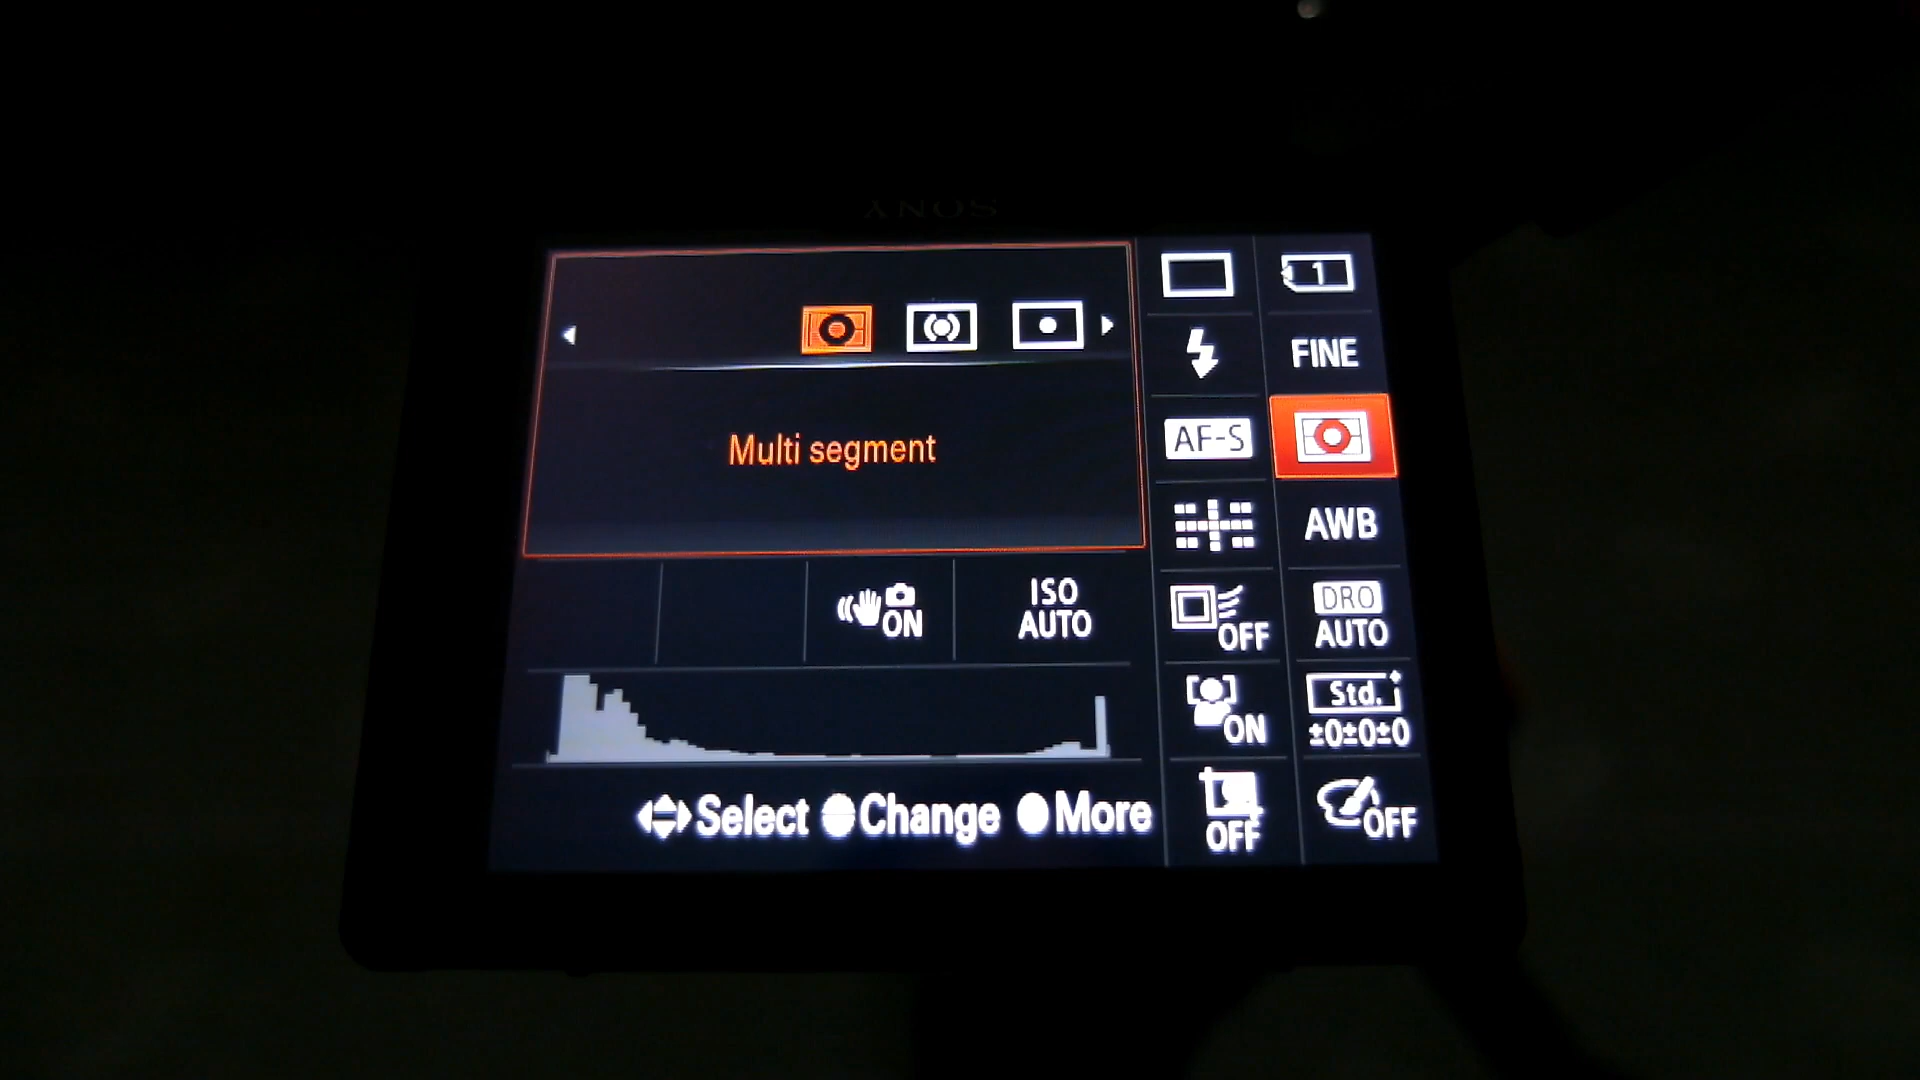 SONY
1
FINE
Multi segment
AF-S
AWB
ON
ISO
AUTO
OFF
DRO
AUTO
ON
Std.
±0±0±0
Select Change More
OFF
OFF